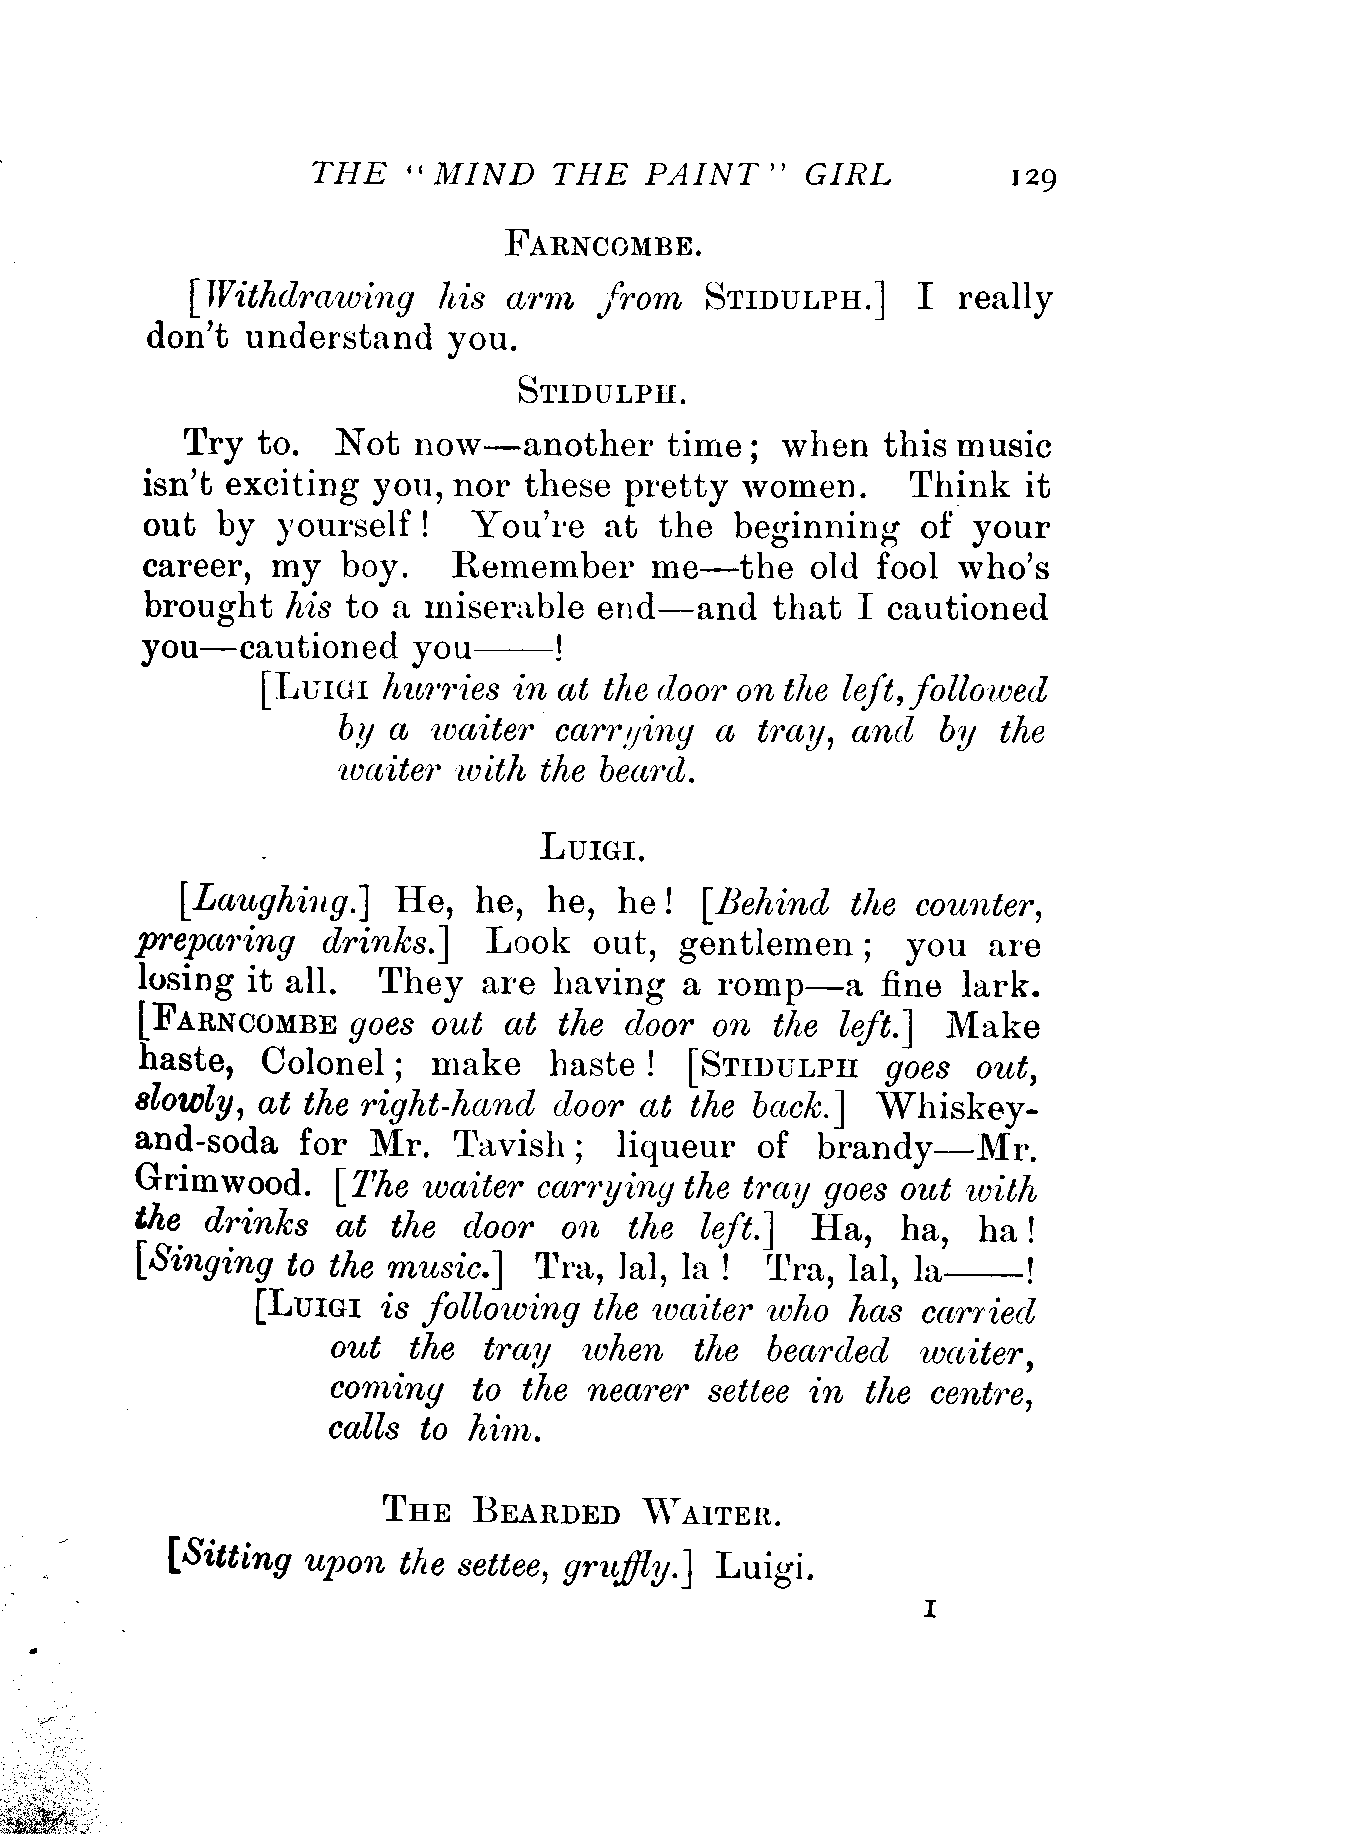 THE "MIND THE PAINT" GIRL 129
FARNCOMBE.
[Withdrawing his arm from STIDULPH.] I really
don't understand you.
STIDULPH.
Try to. Not now—another time; when this music
isn't exciting you, nor these pretty women. Think it
out by yourself! You're at the beginning of your
career, my boy. Remember me—the old fool who's
brought his to a miserable end—and that I cautioned
you—cautioned you——!
[LUIGI hurries in at the door on the left, followed
by a waiter carrying a tray, and by the
waiter with the beard.
LUIGI.
[Laughing.] He, he, he, he! [Behind the counter,
preparing drinks.] Look out, gentlemen; you are
losing it all. They are having a romp—a fine lark.
[FARNCOMBE goes out at the door on the left.] Make
haste, Colonel; make haste! [STIDULPH goes out,
slowly, at the right-hand door at the back.] Whiskey-
and-soda for Mr. Tavish; liqueur of brandy—Mr.
Grimwood. [The waiter carrying the tray goes out with
the drinks at the door on the left.] Ha, ha, ha!
[Singing to the music.] Tra, lal, la! Tra, lal, la——!
[LUIGI is following the waiter who has carried
out the tray when the bearded waiter,
coming to the nearer settee in the centre,
calls to him.
THE BEARDED WAITER.
[Sitting upon the settee, gruffly.] Luigi.
I